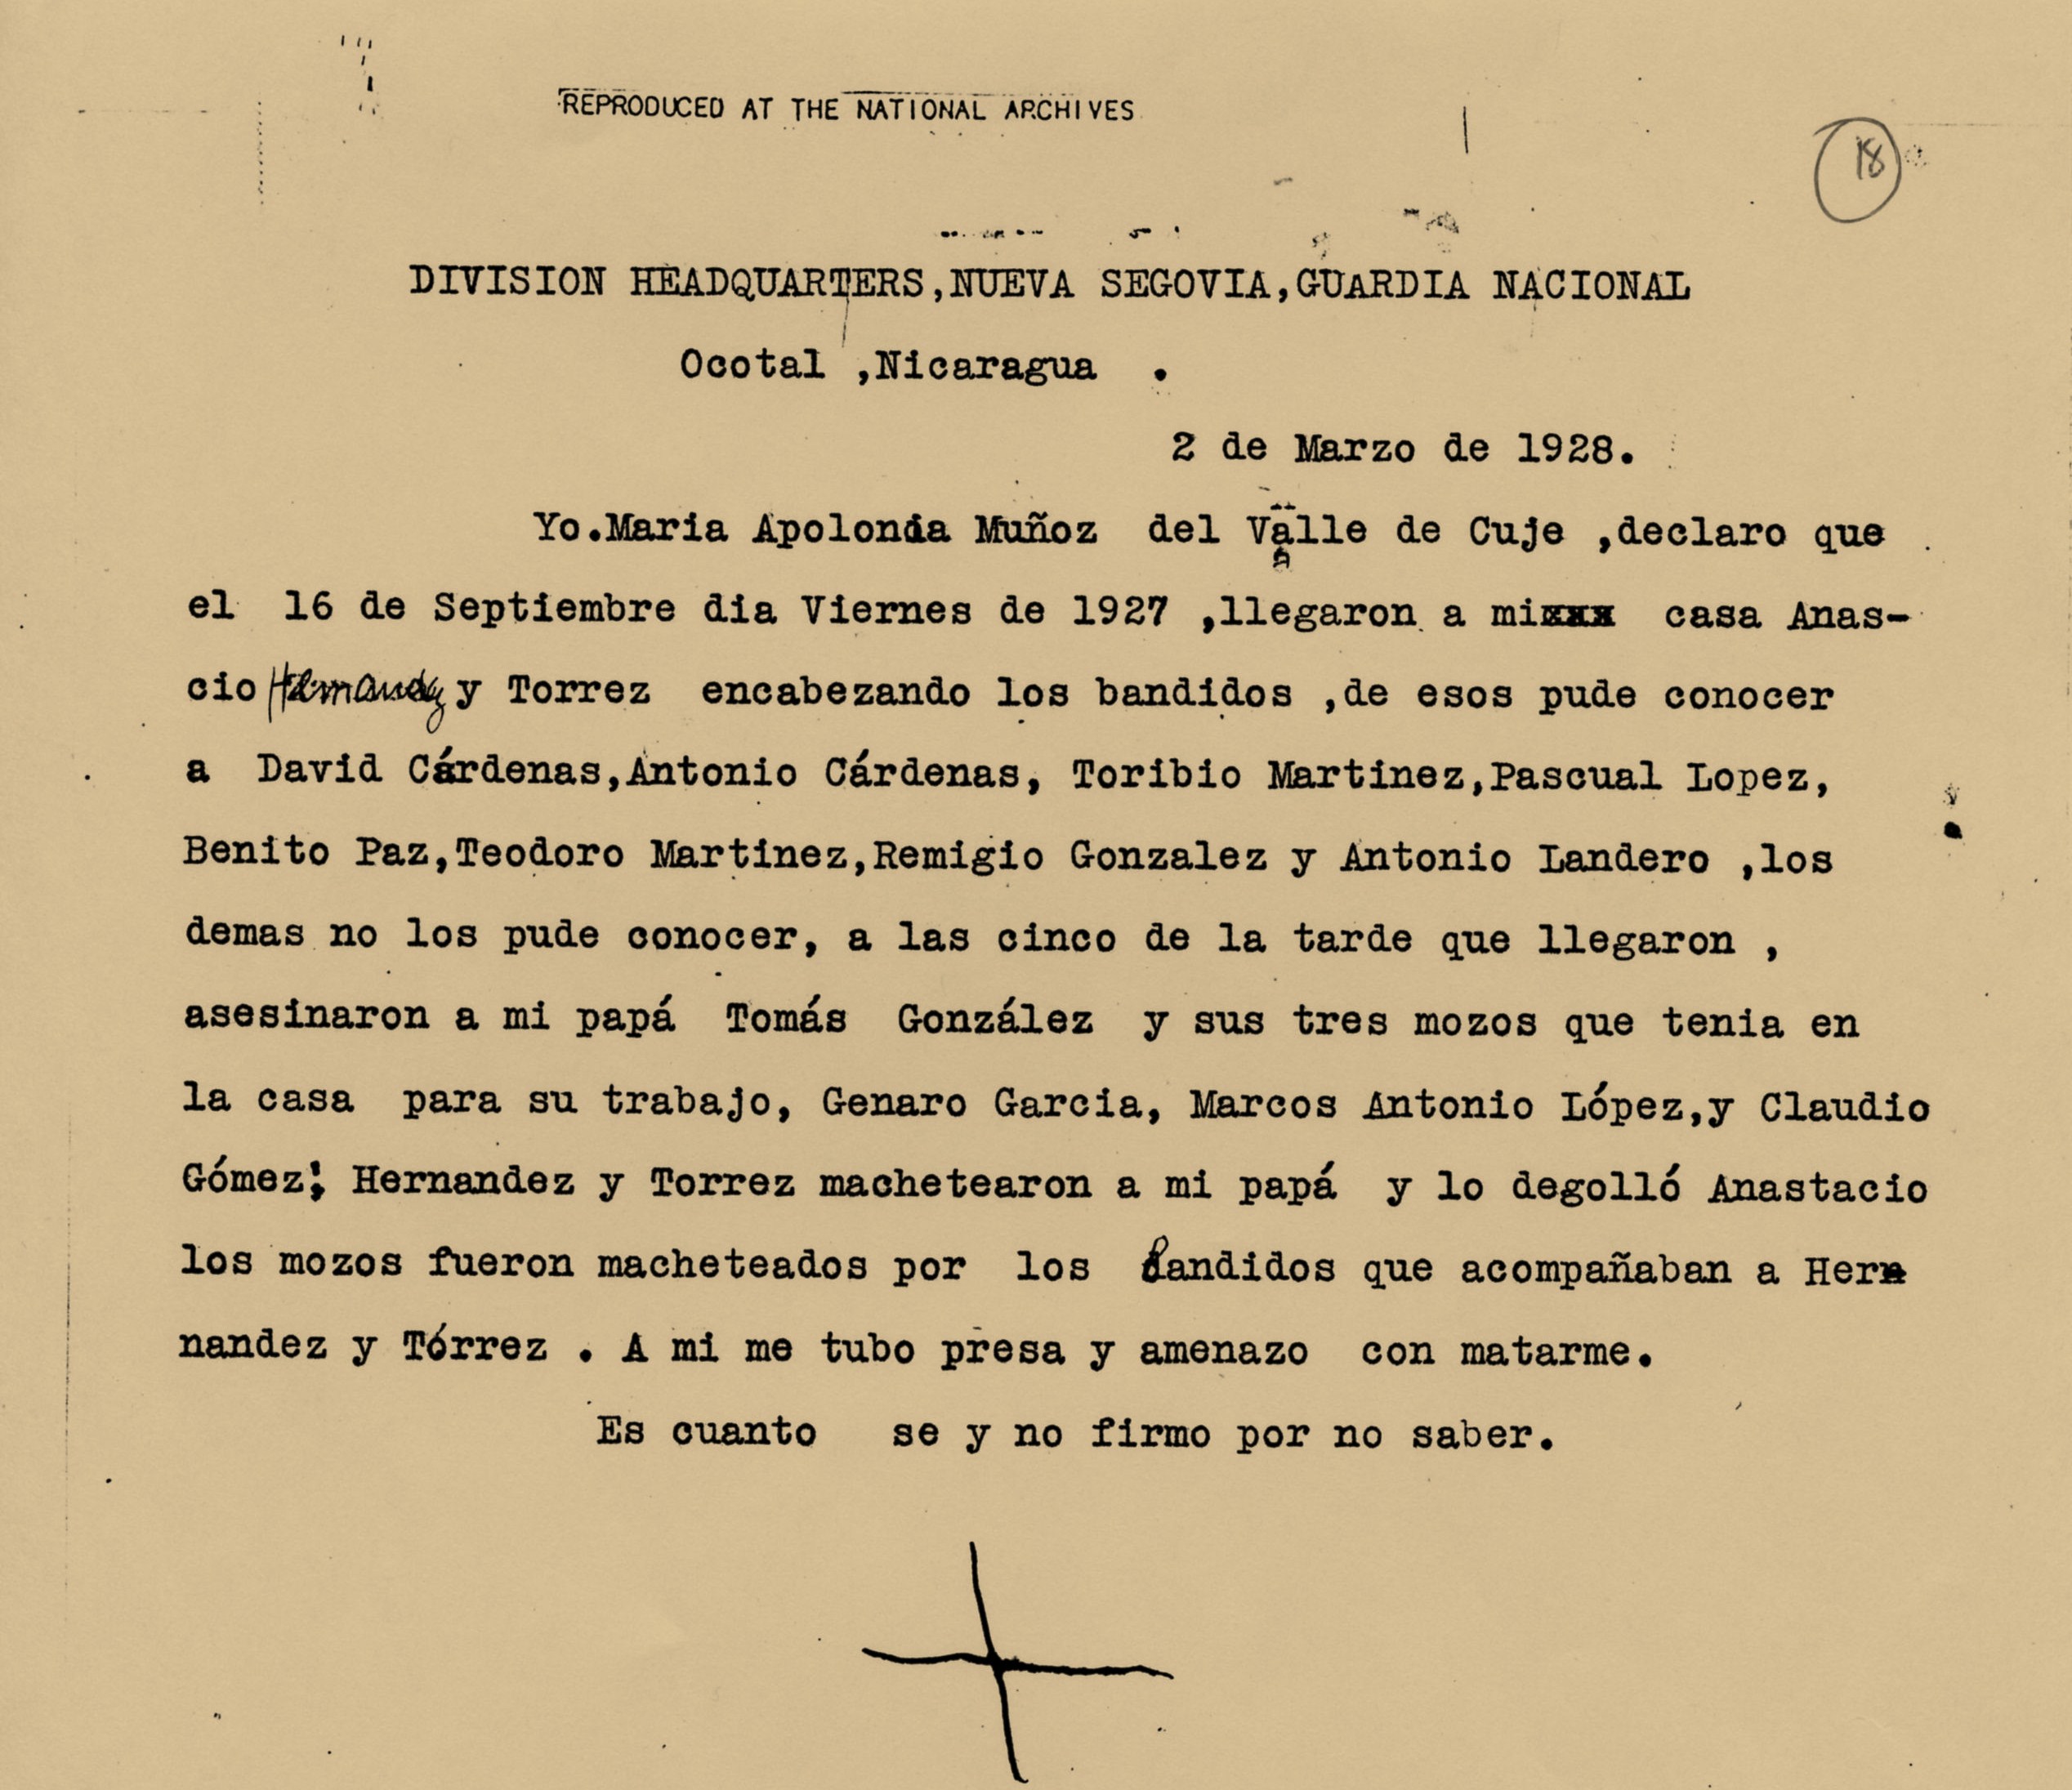 REPRODUCED AT THE NATIONAL ARCHIVES
18
DIVISION HEADQUARTERS,NUEVA SEGOVIA,GUARDIA NACIONAL
Ocotal ,Nicaragua .
2 de Marzo de 1928.
Yo.Maria Apolonia Muñoz del Valle de Cuje ,declaro que
el 16 de Septiembre dia Viernes de 1927 ,llegaron a mixxx casa Anas-
cio Hernandez y Torrez encabezando los bandidos ,de esos pude conocer
a David Cárdenas,Antonio Cárdenas, Toribio Martinez,Pascual Lopez,
Benito Paz,Teodoro Martinez,Remigio Gonzalez y Antonio Landero ,los
demas no los pude conocer, a las cinco de la tarde que llegaron ,
asesinaron a mi papá Tomás González y sus tres mozos que tenia en
la casa para su trabajo, Genaro Garcia, Marcos Antonio López,y Claudio
Gómez; Hernandez y Torrez machetearon a mi papá y lo degolló Anastacio
los mozos fueron macheteados por los bandidos que acompañaban a Her
nandez y Tórrez . A mi me tubo presa y amenazo con matarme.
Es cuanto se y no firmo por no saber.